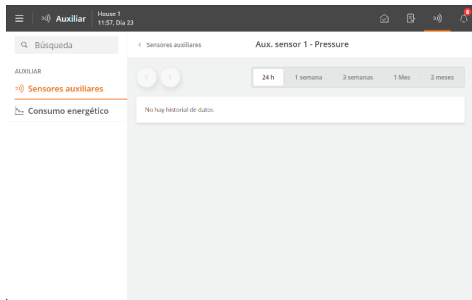 Auxiliar
House 1
11:57, Día 23
8
Búsqueda
Sensores auxiliares
Aux. sensor 1 - Pressure
AUXILIAR
Sensores auxiliares
24 h
1 semana
3 semanas
1 Mes
2 meses
Consumo energético
No hay historial de datos